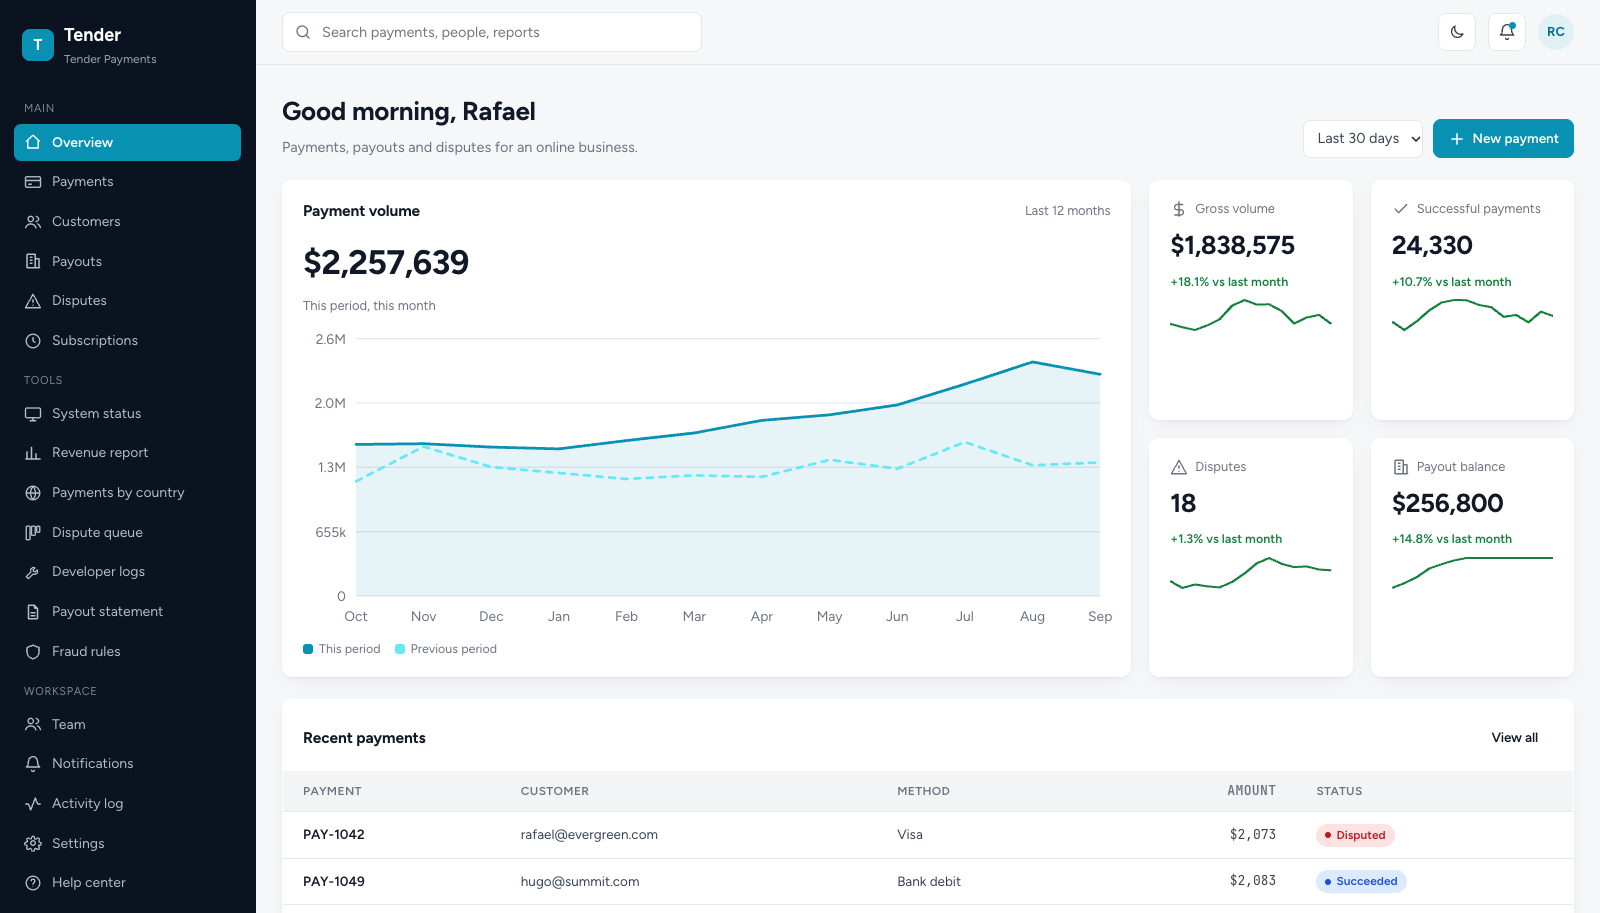 T
Tender
Tender Payments
MAIN
Overview
Payments
Customers
Payouts
Disputes
Subscriptions
TOOLS
System status
Revenue report
Payments by country
Dispute queue
Developer logs
Payout statement
Fraud rules
WORKSPACE
Team
Notifications
Activity log
Settings
Help center
Search payments, people, reports
RC
Good morning, Rafael
Payments, payouts and disputes for an online business.
Last 30 days
New payment
Payment volume
Last 12 months
$2,257,639
This period, this month
2.6M
2.0M
1.3M
655k
0
Oct Nov Dec Jan Feb Mar Apr May Jun Jul Aug Sep
This period Previous period
Gross volume
$1,838,575
+18.1% vs last month
Successful payments
24,330
+10.7% vs last month
Disputes
18
+1.3% vs last month
Payout balance
$256,800
+14.8% vs last month
Recent payments
View all
PAYMENT CUSTOMER METHOD AMOUNT STATUS
PAY-1042 rafael@evergreen.com Visa $2,073 Disputed
PAY-1049 hugo@summit.com Bank debit $2,083 Succeeded